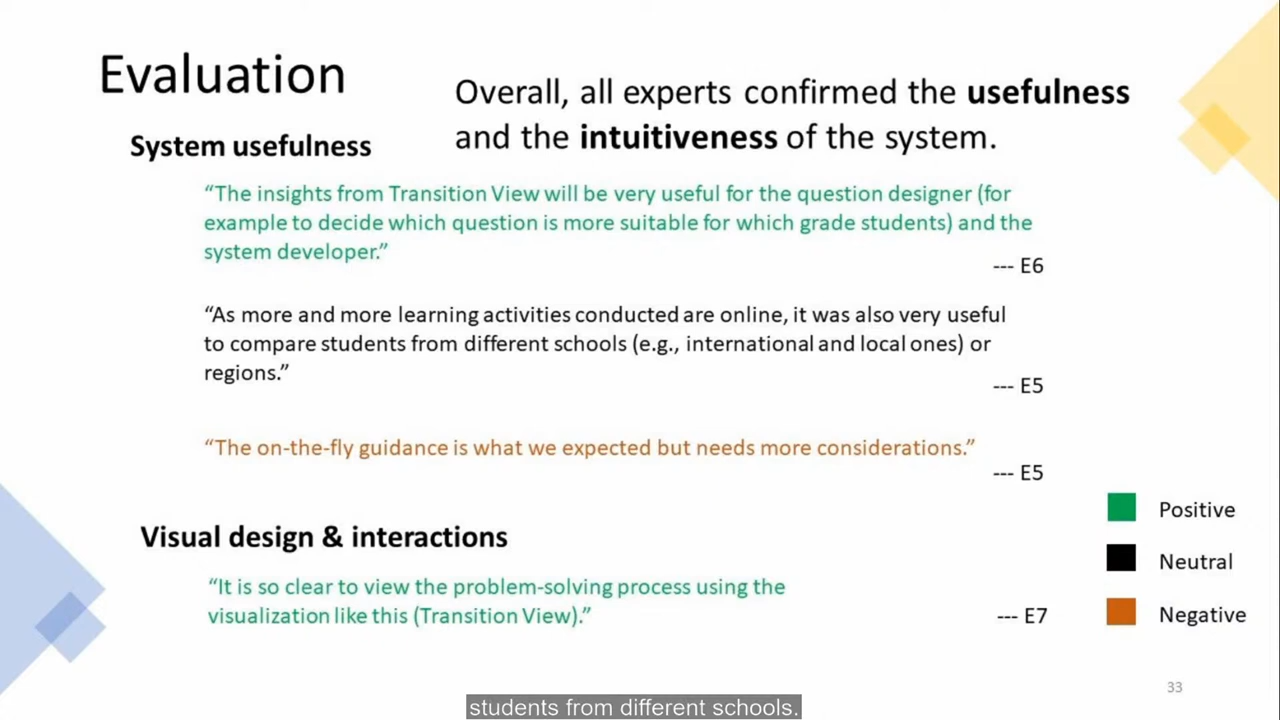 Evaluation
Overall, all experts confirmed the usefulness
and the intuitiveness of the system.
System usefulness
“The insights from Transition View will be very useful for the question designer (for
example to decide which question is more suitable for which grade students) and the
system developer.”
--- E6
“As more and more learning activities conducted are online, it was also very useful
to compare students from different schools (e.g., international and local ones) or
regions.”
--- E5
“The on-the-fly guidance is what we expected but needs more considerations.”
--- E5
Visual design & interactions
“It is so clear to view the problem-solving process using the
visualization like this (Transition View).”
--- E7
Positive
Neutral
Negative
33
students from different schools.